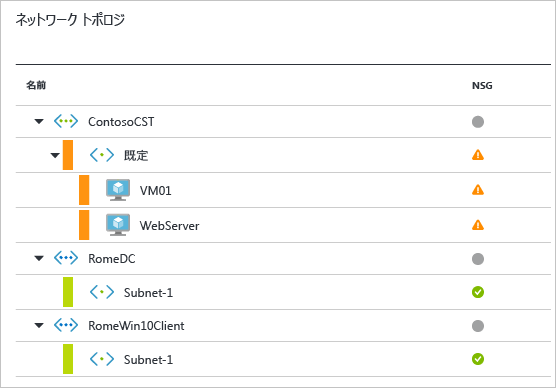 ネットワーク トポロジ
名前 NSG
ContosoCST
既定
VM01
WebServer
RomeDC
Subnet-1
RomeWin10Client
Subnet-1